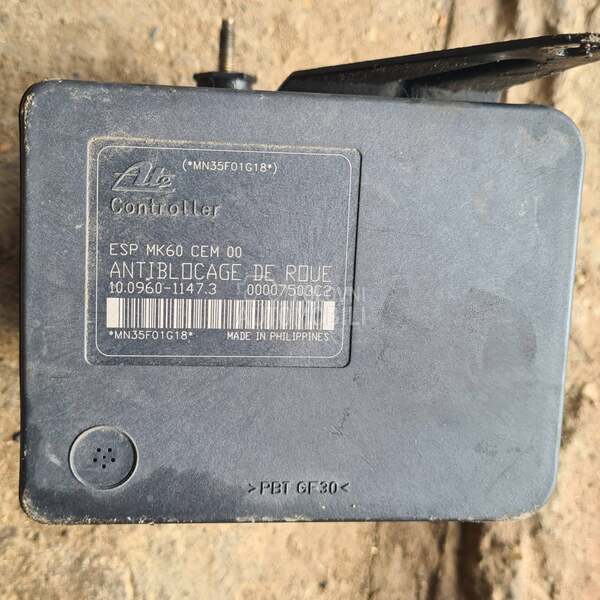 (*MN35F01G18*)
Ate
Controller
ESP MK60 CEM 00
ANTIBLOCAGE DE ROUE
10.0960-1147.3 00007503C2
*MN35F01G18* MADE IN PHILIPPINES
>PBT GF30<